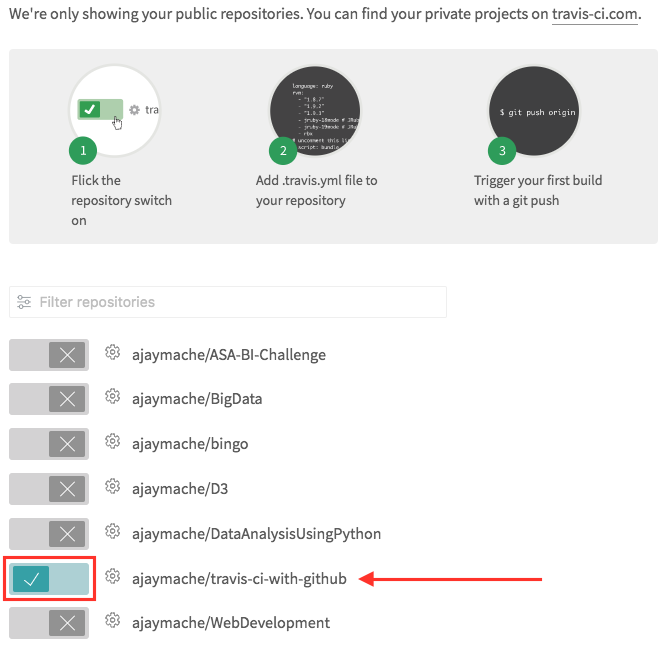 We're only showing your public repositories. You can find your private projects on travis-ci.com.
tra
language: ruby
rvm:
- "1.8.7"
- "1.9.2"
- "1.9.3"
- jruby-18mode # JRub
- jruby-19mode # JRu
- rbx
# uncomment this li
script: bundle
$ git push origin
1
2
3
Flick the
repository switch
on
Add .travis.yml file to
your repository
Trigger your first build
with a git push
Filter repositories
ajaymache/ASA-BI-Challenge
ajaymache/BigData
ajaymache/bingo
ajaymache/D3
ajaymache/DataAnalysisUsingPython
ajaymache/travis-ci-with-github
ajaymache/WebDevelopment